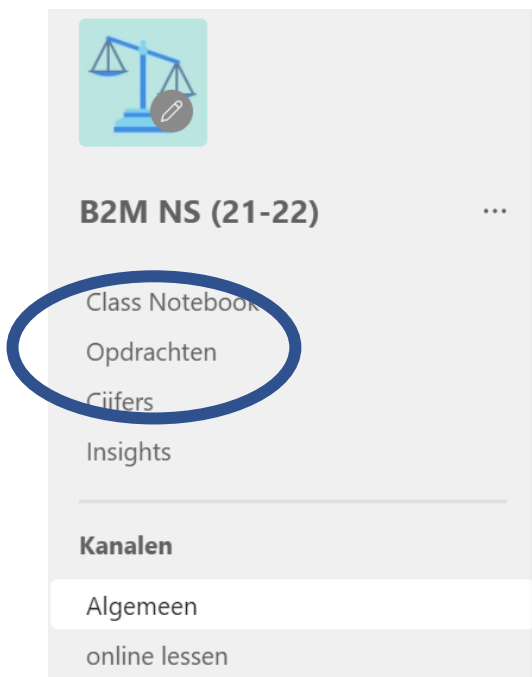 B2M NS (21-22)
Class Notebook
Opdrachten
Cijfers
Insights
Kanalen
Algemeen
online lessen